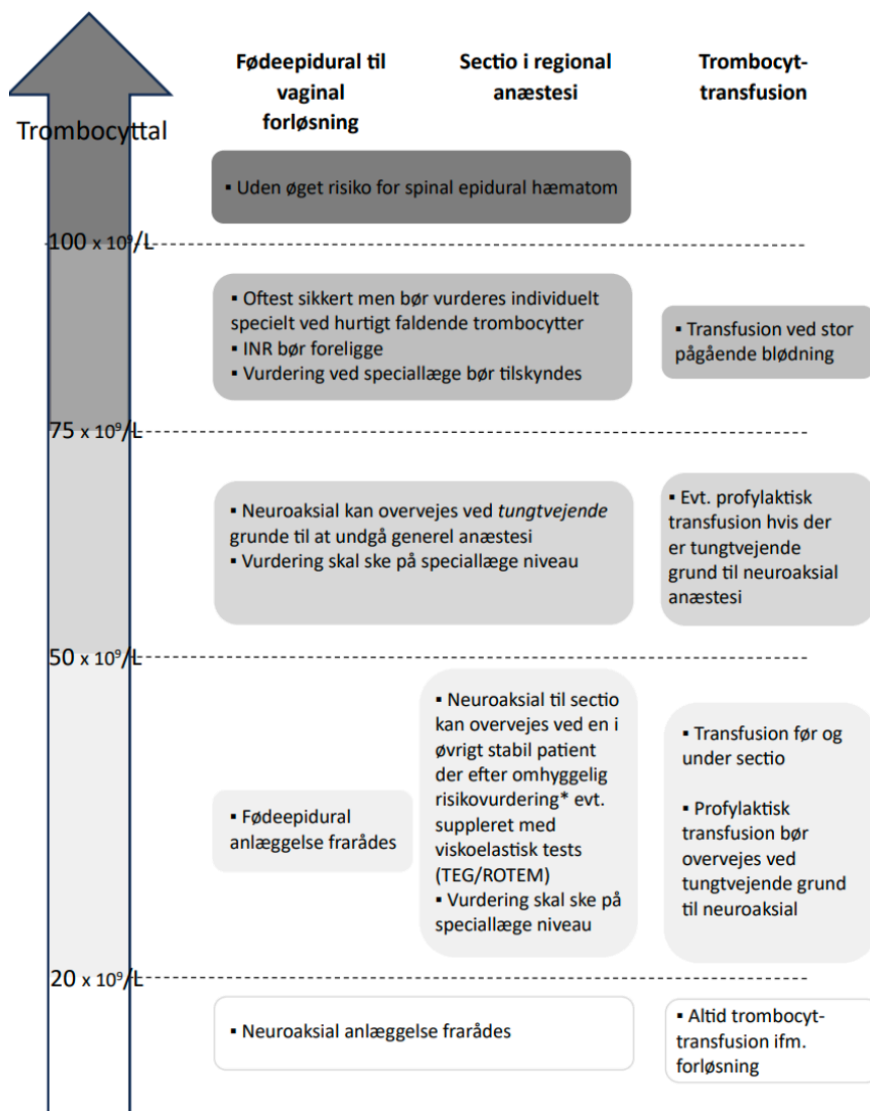 Fødeepidural til
vaginal
forløsning
Sectio i regional
anæstesi
Trombocyt-
transfusion
Trombocyttal
▪ Uden øget risiko for spinal epidural hæmatom
100 x 10⁹/L
▪ Oftest sikkert men bør vurderes individuelt
specielt ved hurtigt faldende trombocytter
▪ INR bør foreligge
▪ Vurdering ved speciallæge bør tilskyndes
▪ Transfusion ved stor
pågående blødning
75 x 10⁹/L
▪ Neuroaksial kan overvejes ved tungtvejende
grunde til at undgå generel anæstesi
▪ Vurdering skal ske på speciallæge niveau
▪ Evt. profylaktisk
transfusion hvis der
er tungtvejende
grund til neuroaksial
anæstesi
50 x 10⁹/L
▪ Fødeepidural
anlæggelse frarådes
▪ Neuroaksial til sectio
kan overvejes ved en i
øvrigt stabil patient
der efter omhyggelig
risikovurdering* evt.
suppleret med
viskoelastisk tests
(TEG/ROTEM)
▪ Vurdering skal ske på
speciallæge niveau
▪ Transfusion før og
under sectio
▪ Profylaktisk
transfusion bør
overvejes ved
tungtvejende grund
til neuroaksial
20 x 10⁹/L
▪ Neuroaksial anlæggelse frarådes
▪ Altid trombocyt-
transfusion ifm.
forløsning